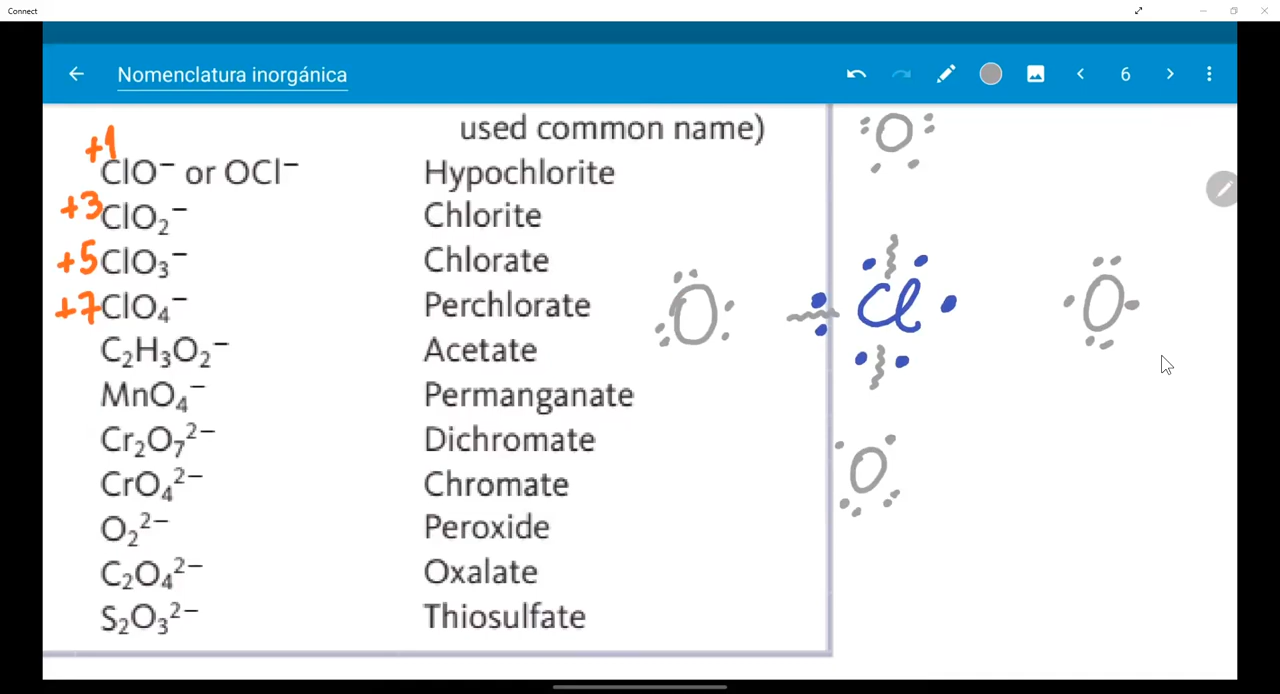 Connect
Nomenclatura inorgánica
6
used common name)
+1 ClO⁻ or OCl⁻ Hypochlorite
+3 ClO₂⁻ Chlorite
+5 ClO₃⁻ Chlorate
+7 ClO₄⁻ Perchlorate
C₂H₃O₂⁻ Acetate
MnO₄⁻ Permanganate
Cr₂O₇²⁻ Dichromate
CrO₄²⁻ Chromate
O₂²⁻ Peroxide
C₂O₄²⁻ Oxalate
S₂O₃²⁻ Thiosulfate
O
O Cl O
O